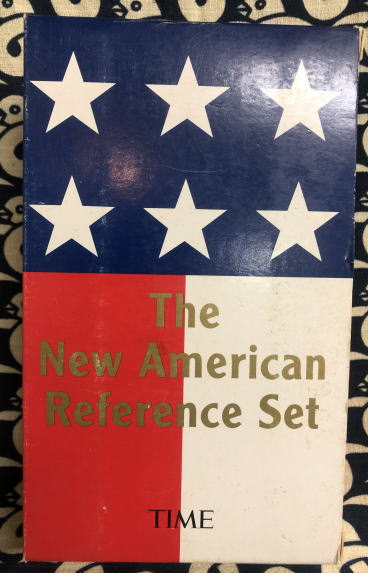 The
New American
Reference Set
TIME